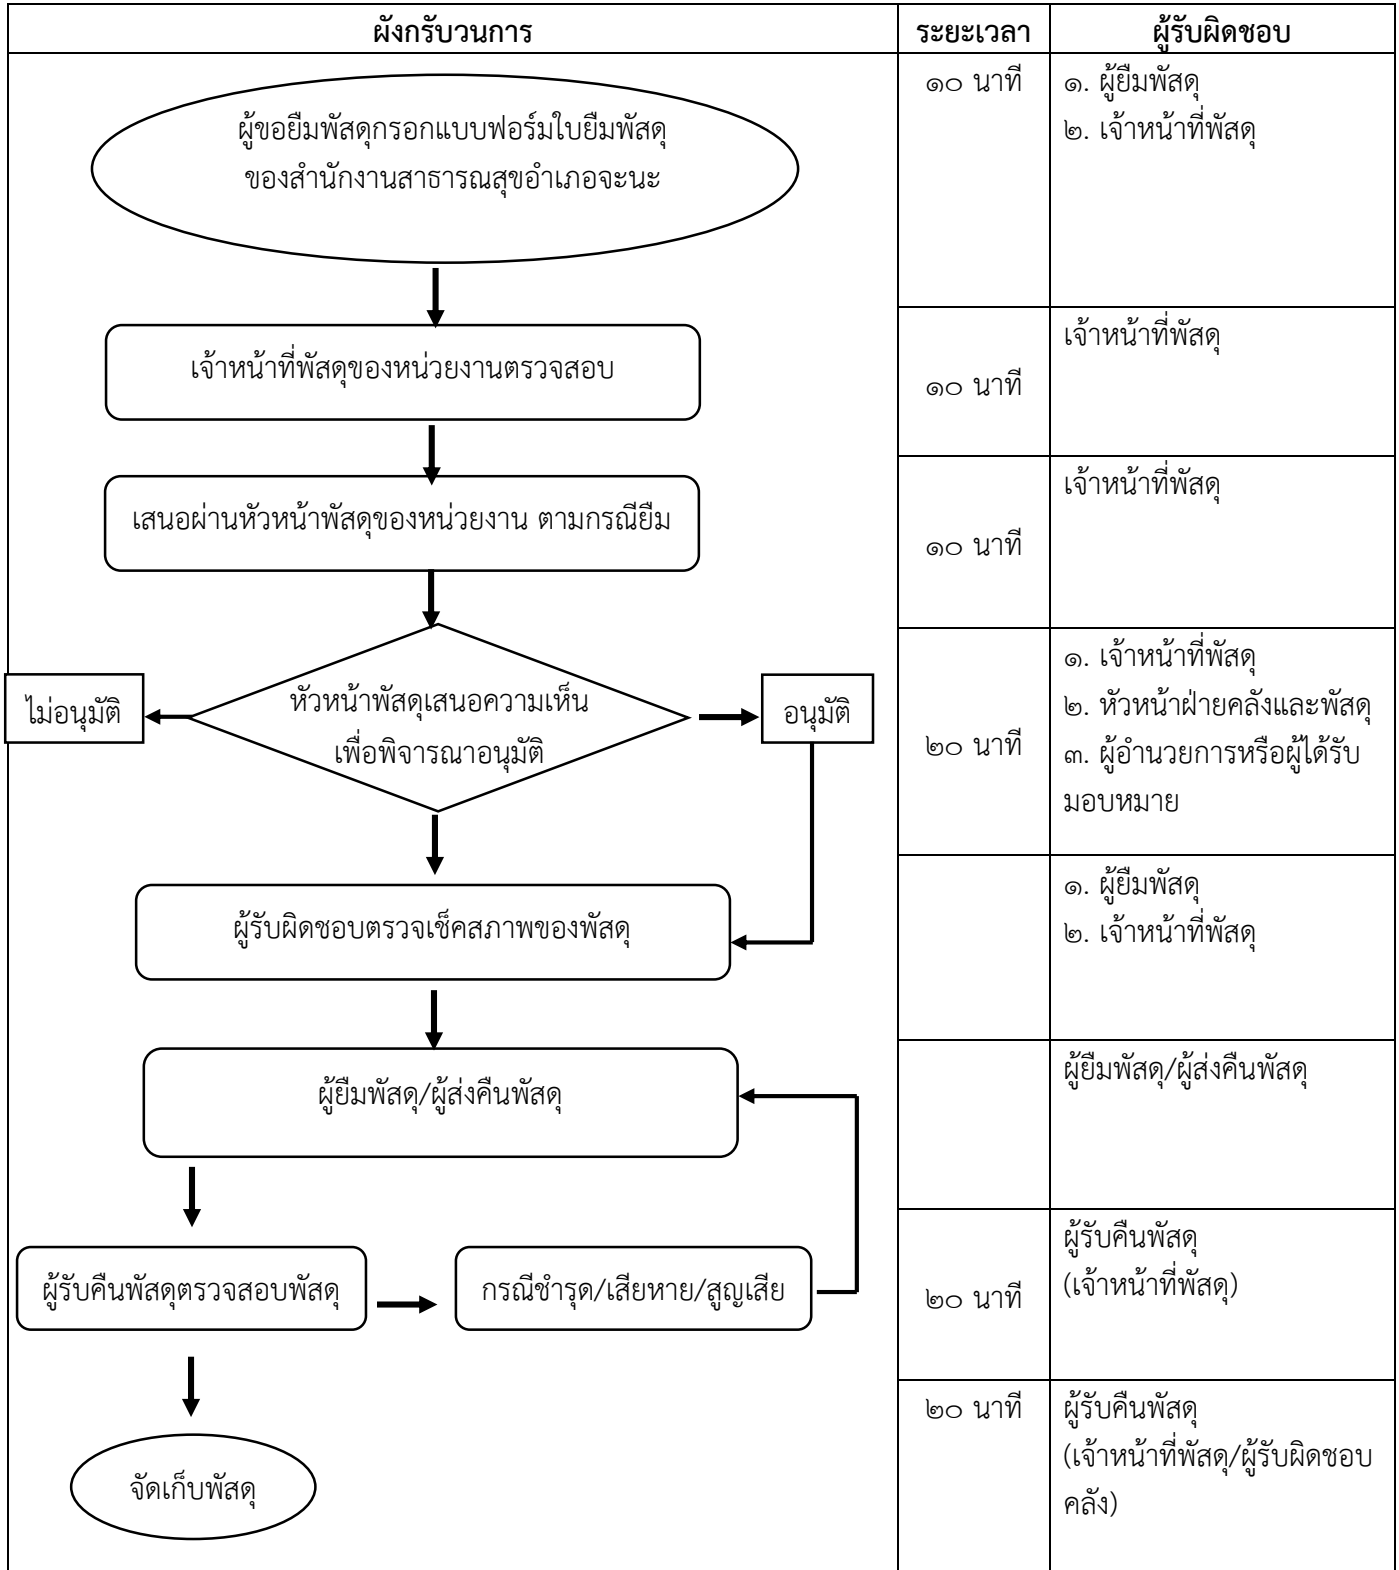 ผังกรับวนการ
ระยะเวลา
ผู้รับผิดชอบ
ผู้ขอยืมพัสดุกรอกแบบฟอร์มใบยืมพัสดุ
ของสำนักงานสาธารณสุขอำเภอจะนะ
๑๐ นาที
๑. ผู้ยืมพัสดุ
๒. เจ้าหน้าที่พัสดุ
เจ้าหน้าที่พัสดุของหน่วยงานตรวจสอบ
๑๐ นาที
เจ้าหน้าที่พัสดุ
เสนอผ่านหัวหน้าพัสดุของหน่วยงาน ตามกรณียืม
๑๐ นาที
เจ้าหน้าที่พัสดุ
ไม่อนุมัติ
หัวหน้าพัสดุเสนอความเห็น
เพื่อพิจารณาอนุมัติ
อนุมัติ
๒๐ นาที
๑. เจ้าหน้าที่พัสดุ
๒. หัวหน้าฝ่ายคลังและพัสดุ
๓. ผู้อำนวยการหรือผู้ได้รับ
มอบหมาย
ผู้รับผิดชอบตรวจเช็คสภาพของพัสดุ
๑. ผู้ยืมพัสดุ
๒. เจ้าหน้าที่พัสดุ
ผู้ยืมพัสดุ/ผู้ส่งคืนพัสดุ
ผู้ยืมพัสดุ/ผู้ส่งคืนพัสดุ
ผู้รับคืนพัสดุตรวจสอบพัสดุ
กรณีชำรุด/เสียหาย/สูญเสีย
๒๐ นาที
ผู้รับคืนพัสดุ
(เจ้าหน้าที่พัสดุ)
จัดเก็บพัสดุ
๒๐ นาที
ผู้รับคืนพัสดุ
(เจ้าหน้าที่พัสดุ/ผู้รับผิดชอบ
คลัง)